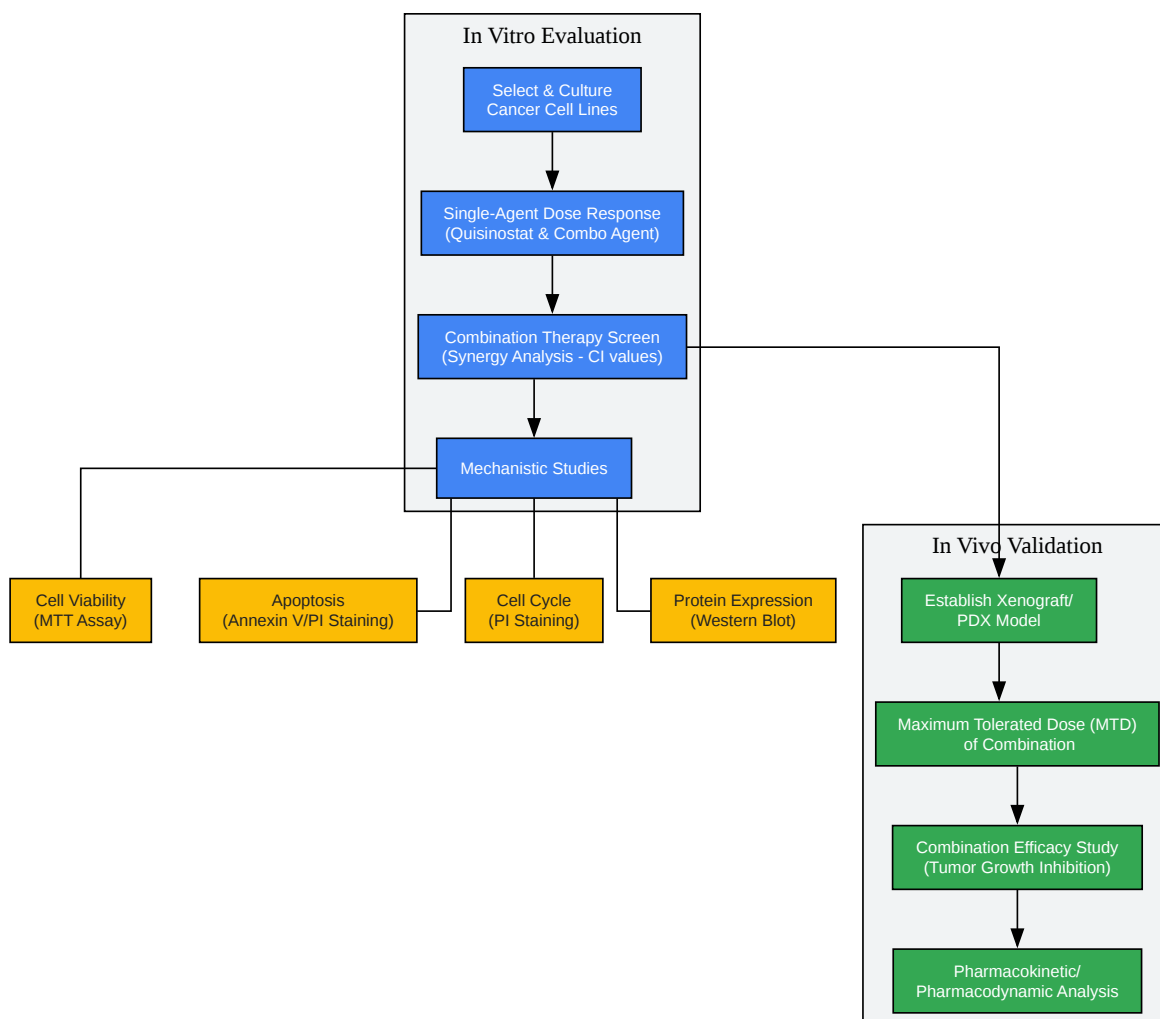 In Vitro Evaluation
Select & Culture
Cancer Cell Lines
Single-Agent Dose Response
(Quisinostat & Combo Agent)
Combination Therapy Screen
(Synergy Analysis - CI values)
Mechanistic Studies
Cell Viability
(MTT Assay)
Apoptosis
(Annexin V/PI Staining)
Cell Cycle
(PI Staining)
Protein Expression
(Western Blot)
In Vivo Validation
Establish Xenograft/
PDX Model
Maximum Tolerated Dose (MTD)
of Combination
Combination Efficacy Study
(Tumor Growth Inhibition)
Pharmacokinetic/
Pharmacodynamic Analysis